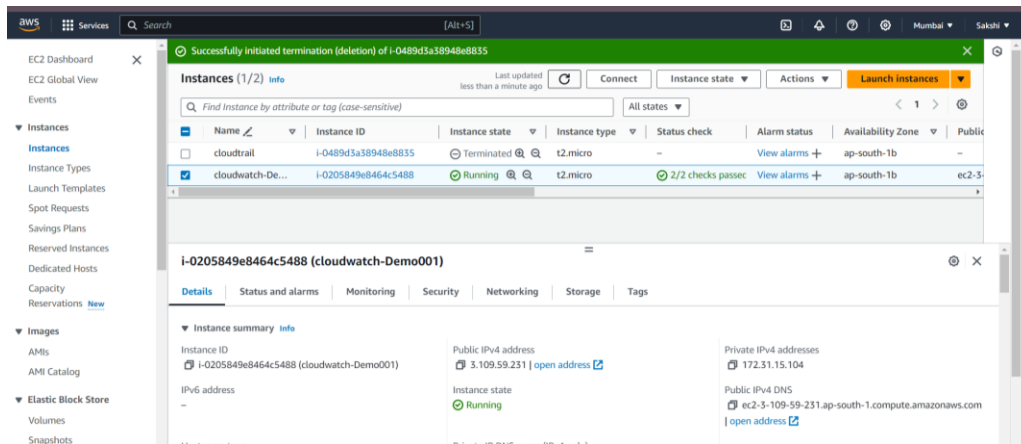 aws Services Search [Alt+S] Mumbai ▼ Sakshi ▼
EC2 Dashboard
EC2 Global View
Events
▼ Instances
Instances
Instance Types
Launch Templates
Spot Requests
Savings Plans
Reserved Instances
Dedicated Hosts
Capacity
Reservations New
▼ Images
AMIs
AMI Catalog
▼ Elastic Block Store
Volumes
Snapshots
Successfully initiated termination (deletion) of i-0489d3a38948e8835
Instances (1/2) Info
Last updated
less than a minute ago
Connect Instance state ▼ Actions ▼ Launch instances ▼
Find Instance by attribute or tag (case-sensitive) All states ▼ < 1 >
Name Instance ID Instance state Instance type Status check Alarm status Availability Zone Public
cloudtrail i-0489d3a38948e8835 Terminated t2.micro – View alarms + ap-south-1b –
cloudwatch-De... i-0205849e8464c5488 Running t2.micro 2/2 checks passec View alarms + ap-south-1b ec2-3-
i-0205849e8464c5488 (cloudwatch-Demo001)
Details Status and alarms Monitoring Security Networking Storage Tags
▼ Instance summary Info
Instance ID
i-0205849e8464c5488 (cloudwatch-Demo001)
Public IPv4 address
3.109.59.231 | open address
Private IPv4 addresses
172.31.15.104
IPv6 address
–
Instance state
Running
Public IPv4 DNS
ec2-3-109-59-231.ap-south-1.compute.amazonaws.com
| open address